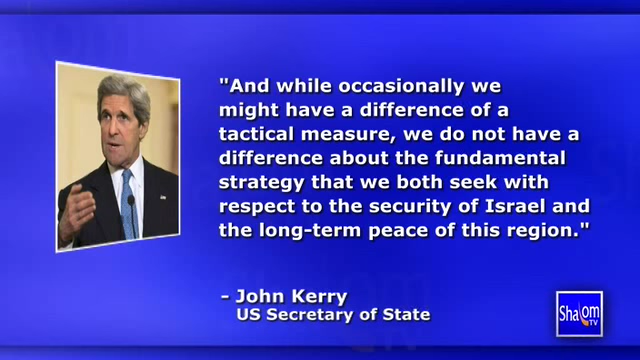 "And while occasionally we
might have a difference of a
tactical measure, we do not have a
difference about the fundamental
strategy that we both seek with
respect to the security of Israel and
the long-term peace of this region."
- John Kerry
US Secretary of State
Shalom
TV